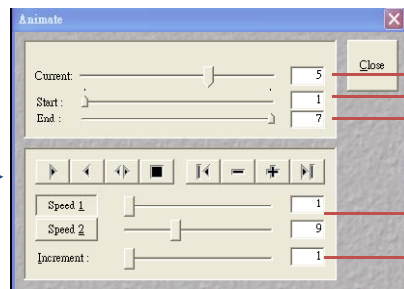 Animate
Close
Current: 5
Start : 1
End : 7
Speed 1 1
Speed 2 9
Increment : 1